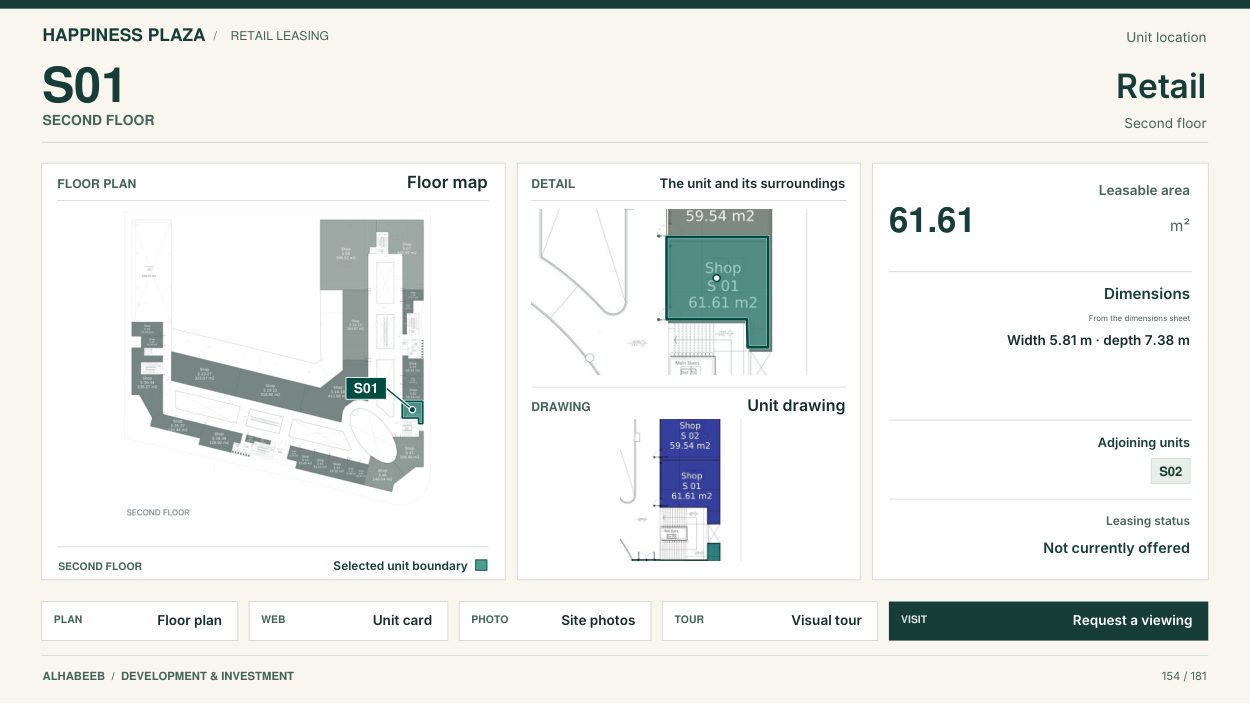 HAPPINESS PLAZA / RETAIL LEASING
Unit location
S01
Retail
SECOND FLOOR
Second floor
FLOOR PLAN
Floor map
S01
SECOND FLOOR
SECOND FLOOR
Selected unit boundary
DETAIL
The unit and its surroundings
59.54 m2
Shop
S 01
61.61 m2
Main Stairs
DRAWING
Unit drawing
Shop
S 02
59.54 m2
Shop
S 01
61.61 m2
Leasable area
61.61
m²
Dimensions
From the dimensions sheet
Width 5.81 m · depth 7.38 m
Adjoining units
S02
Leasing status
Not currently offered
PLAN
Floor plan
WEB
Unit card
PHOTO
Site photos
TOUR
Visual tour
VISIT
Request a viewing
ALHABEEB / DEVELOPMENT & INVESTMENT
154 / 181